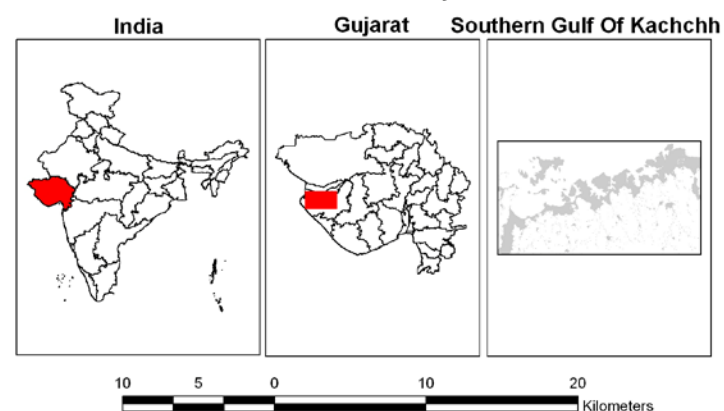 India
Gujarat
Southern Gulf Of Kachchh
10 5 0 10 20
Kilometers